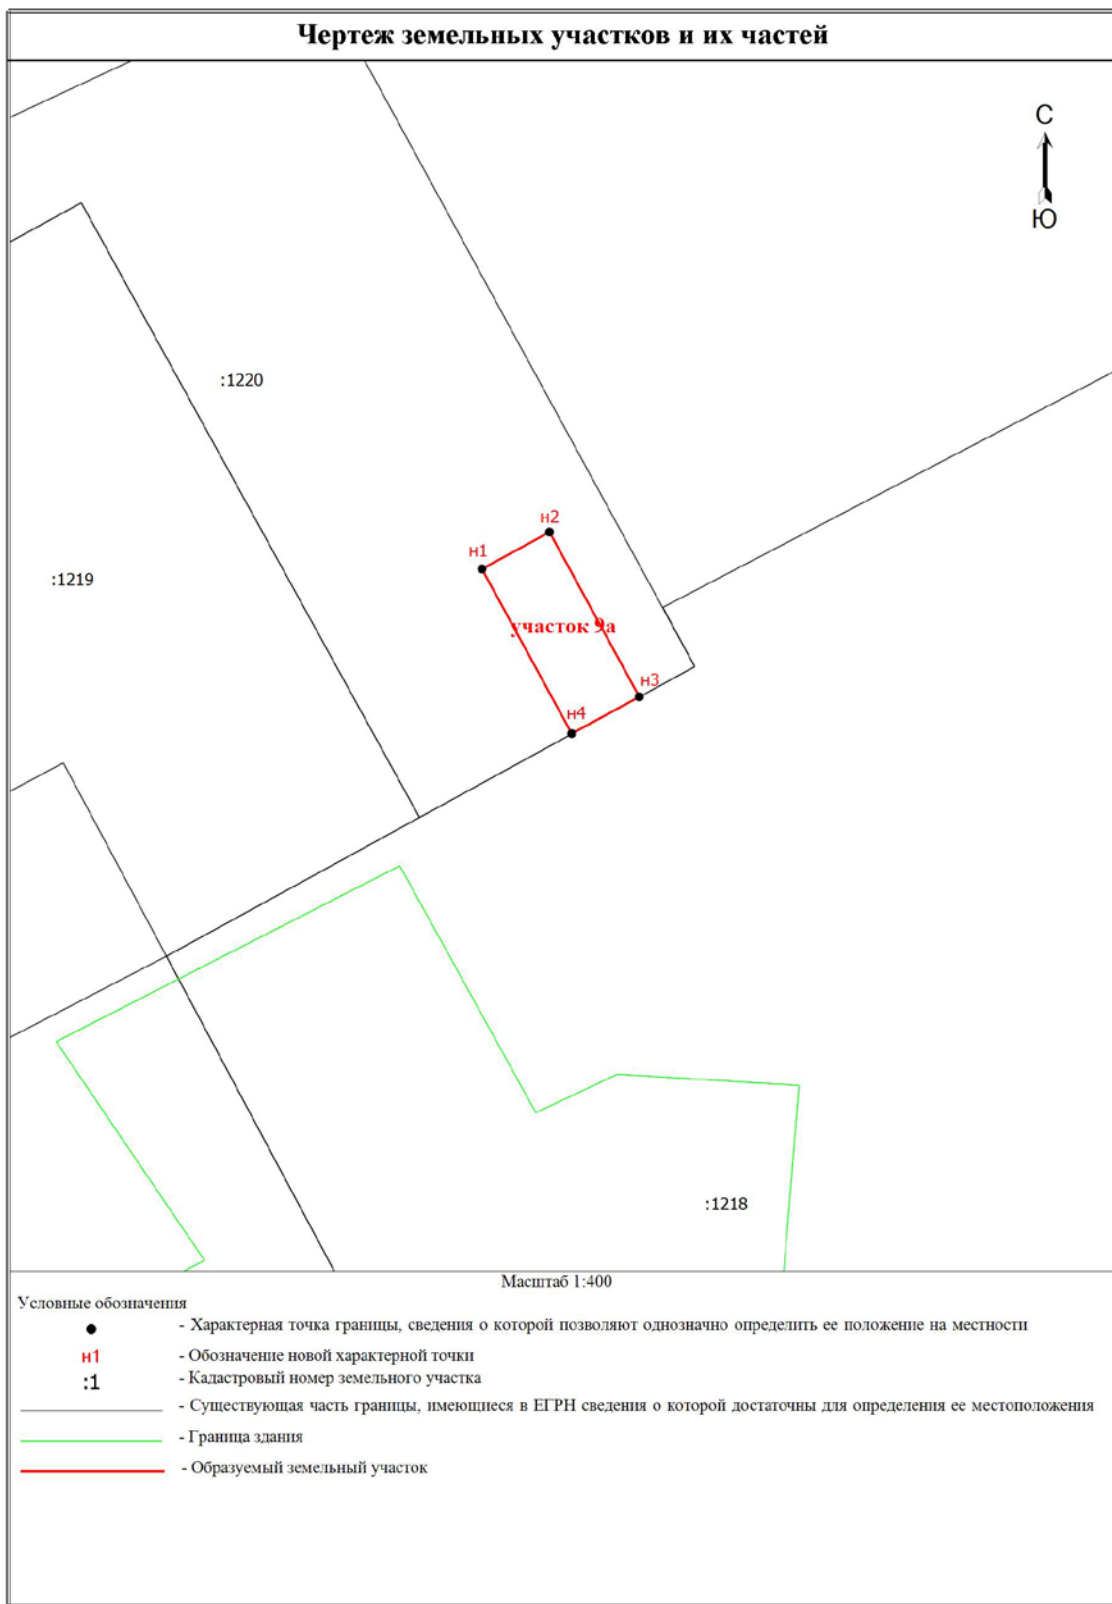 Чертеж земельных участков и их частей
С
Ю
:1220
н2
н1
:1219
участок 9а
н3
н4
:1218
Масштаб 1:400
Условные обозначения
- Характерная точка границы, сведения о которой позволяют однозначно определить ее положение на местности
н1 - Обозначение новой характерной точки
:1 - Кадастровый номер земельного участка
- Существующая часть границы, имеющиеся в ЕГРН сведения о которой достаточны для определения ее местоположения
- Граница здания
- Образуемый земельный участок